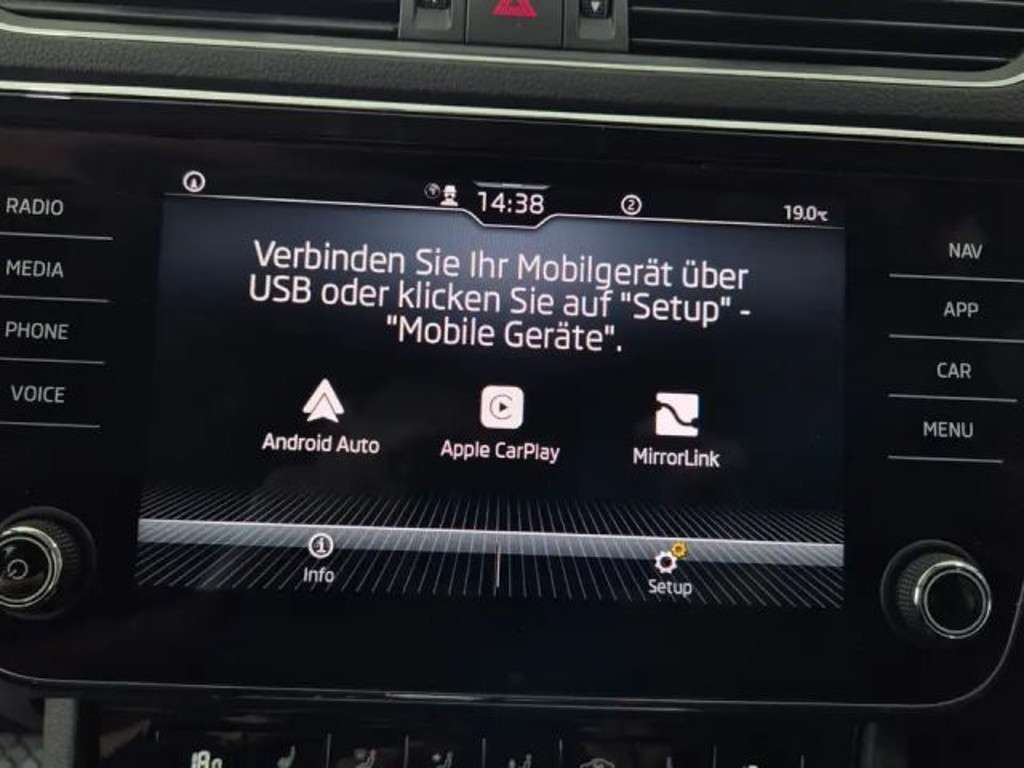 14:38
2
19.0°C
RADIO
MEDIA
PHONE
VOICE
Verbinden Sie Ihr Mobilgerät über
USB oder klicken Sie auf "Setup" -
"Mobile Geräte".
Android Auto
Apple CarPlay
MirrorLink
Info
Setup
NAV
APP
CAR
MENU